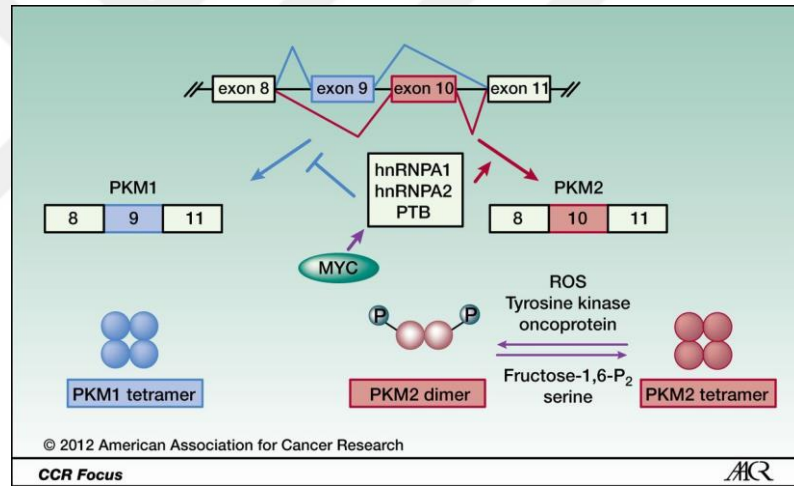 exon 8
exon 9
exon 10
exon 11
hnRNPA1
hnRNPA2
PTB
PKM1
8 9 11
PKM2
8 10 11
MYC
ROS
Tyrosine kinase
oncoprotein
P P
Fructose-1,6-P₂
serine
PKM1 tetramer
PKM2 dimer
PKM2 tetramer
© 2012 American Association for Cancer Research
CCR Focus
AACR